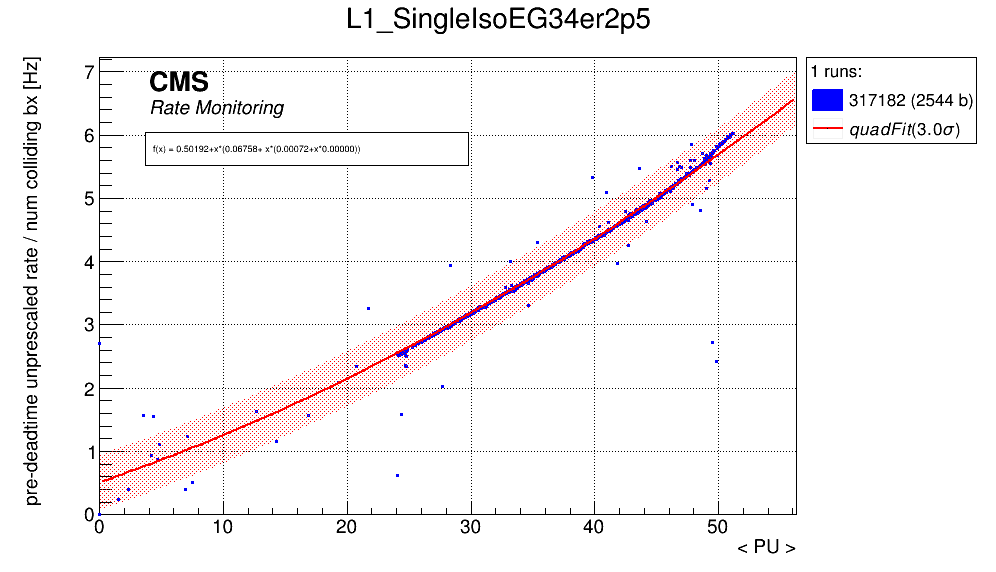 L1_SingleIsoEG34er2p5
pre-deadtime unprescaled rate / num colliding bx [Hz]
7
6
5
4
3
2
1
0
CMS
Rate Monitoring
f(x) = 0.50192+x*(0.06758+ x*(0.00072+x*0.00000))
0 10 20 30 40 50
< PU >
1 runs:
317182 (2544 b)
quadFit(3.0σ)